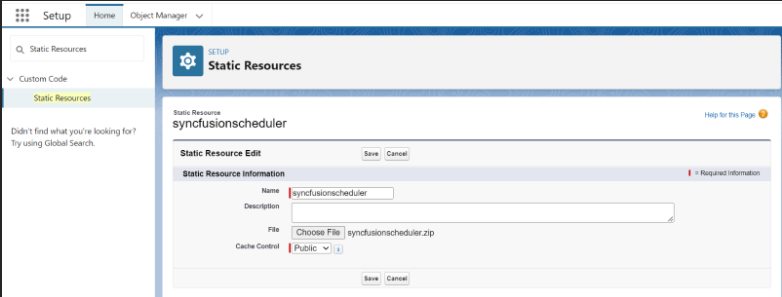 Setup
Home
Object Manager
Static Resources
Custom Code
Static Resources
Didn't find what you're looking for?
Try using Global Search.
SETUP
Static Resources
Static Resource
syncfusionscheduler
Help for this Page
Static Resource Edit
Save Cancel
Static Resource Information
= Required Information
Name syncfusionscheduler
Description
File Choose File syncfusionscheduler.zip
Cache Control Public
Save Cancel